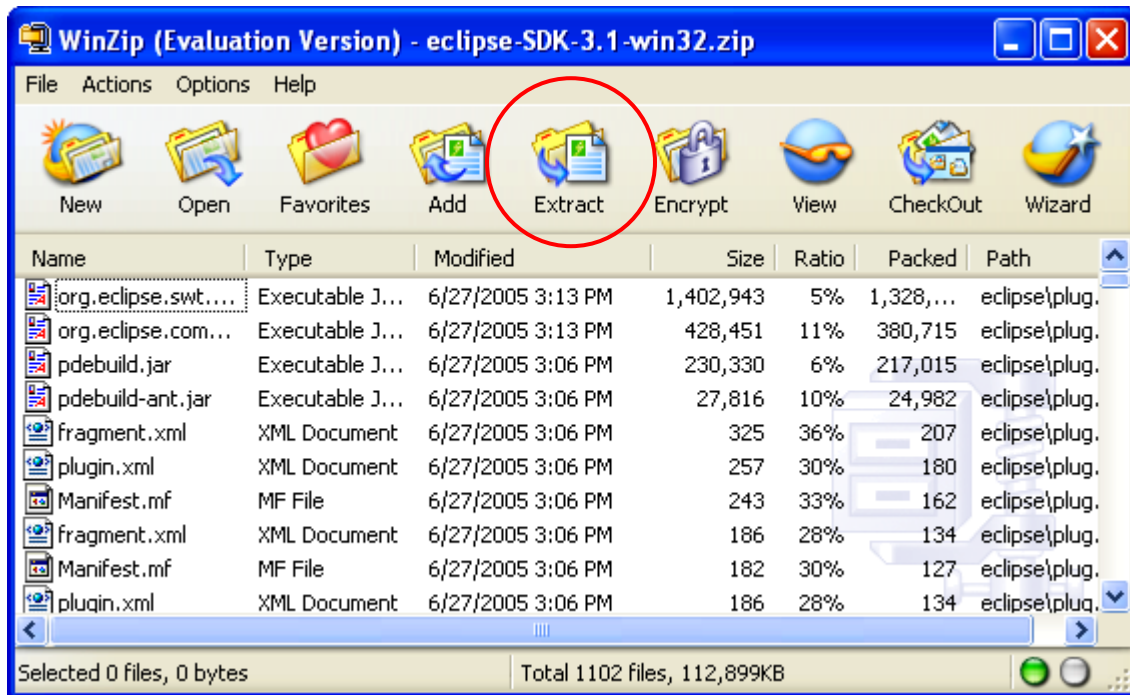 WinZip (Evaluation Version) - eclipse-SDK-3.1-win32.zip
File Actions Options Help
New Open Favorites Add Extract Encrypt View CheckOut Wizard
Name Type Modified Size Ratio Packed Path
org.eclipse.swt.... Executable J... 6/27/2005 3:13 PM 1,402,943 5% 1,328,... eclipse\plug.
org.eclipse.com... Executable J... 6/27/2005 3:13 PM 428,451 11% 380,715 eclipse\plug.
pdebuild.jar Executable J... 6/27/2005 3:06 PM 230,330 6% 217,015 eclipse\plug.
pdebuild-ant.jar Executable J... 6/27/2005 3:06 PM 27,816 10% 24,982 eclipse\plug.
fragment.xml XML Document 6/27/2005 3:06 PM 325 36% 207 eclipse\plug.
plugin.xml XML Document 6/27/2005 3:06 PM 257 30% 180 eclipse\plug.
Manifest.mf MF File 6/27/2005 3:06 PM 243 33% 162 eclipse\plug.
fragment.xml XML Document 6/27/2005 3:06 PM 186 28% 134 eclipse\plug.
Manifest.mf MF File 6/27/2005 3:06 PM 182 30% 127 eclipse\plug.
plugin.xml XML Document 6/27/2005 3:06 PM 186 28% 134 eclipse\plug.
Selected 0 files, 0 bytes Total 1102 files, 112,899KB